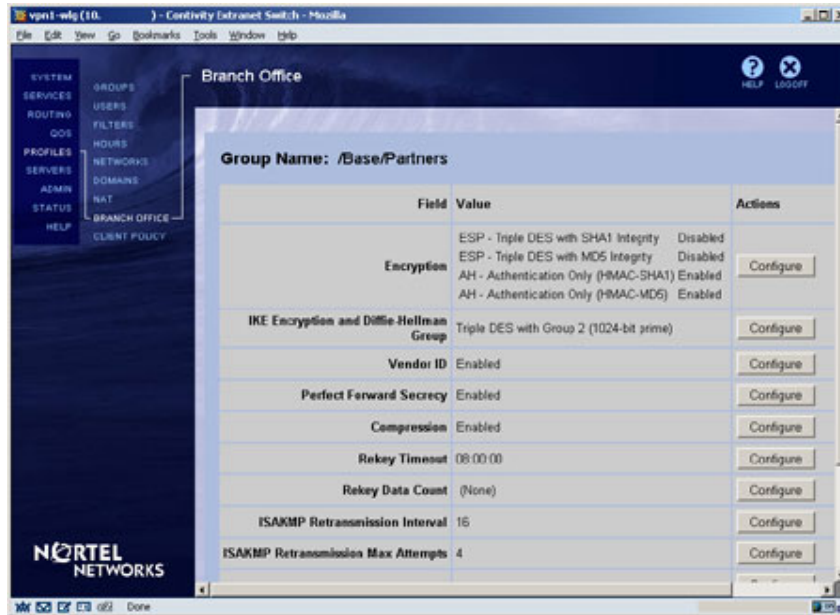 vpn1-wlg (10. ) - Contivity Extranet Switch - Mozilla
File Edit View Go Bookmarks Tools Window Help
SYSTEM
SERVICES
ROUTING
QOS
PROFILES
SERVERS
ADMIN
STATUS
HELP
GROUPS
USERS
FILTERS
HOURS
NETWORKS
DOMAINS
NAT
BRANCH OFFICE
CLIENT POLICY
Branch Office
HELP LOGOFF
Group Name: /Base/Partners
Field Value Actions
Encryption
ESP - Triple DES with SHA1 Integrity Disabled
ESP - Triple DES with MD5 Integrity Disabled
AH - Authentication Only (HMAC-SHA1) Enabled
AH - Authentication Only (HMAC-MD5) Enabled
Configure
IKE Encryption and Diffie-Hellman
Group
Triple DES with Group 2 (1024-bit prime)
Configure
Vendor ID Enabled Configure
Perfect Forward Secrecy Enabled Configure
Compression Enabled Configure
Rekey Timeout 08:00:00 Configure
Rekey Data Count (None) Configure
ISAKMP Retransmission Interval 16 Configure
ISAKMP Retransmission Max Attempts 4 Configure
NORTEL
NETWORKS
Done